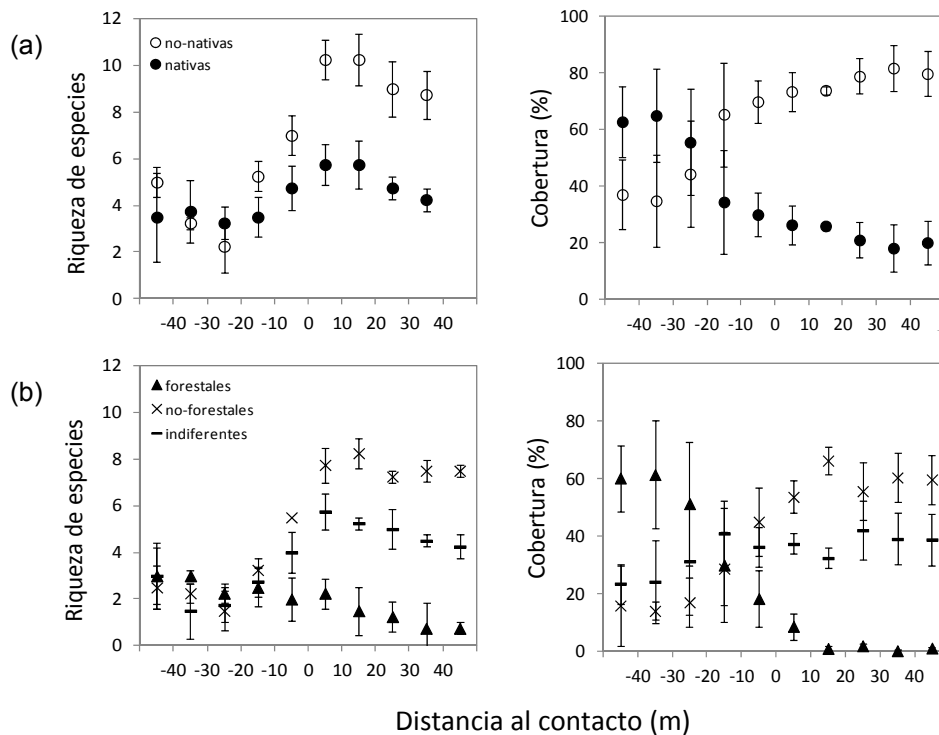 (a)
Riqueza de especies
12
10
8
6
4
2
0
no-nativas
nativas
-40 -30 -20 -10 0 10 20 30 40
Cobertura (%)
100
80
60
40
20
0
-40 -30 -20 -10 0 10 20 30 40
(b)
Riqueza de especies
12
10
8
6
4
2
0
forestales
no-forestales
indiferentes
-40 -30 -20 -10 0 10 20 30 40
Cobertura (%)
100
80
60
40
20
0
-40 -30 -20 -10 0 10 20 30 40
Distancia al contacto (m)